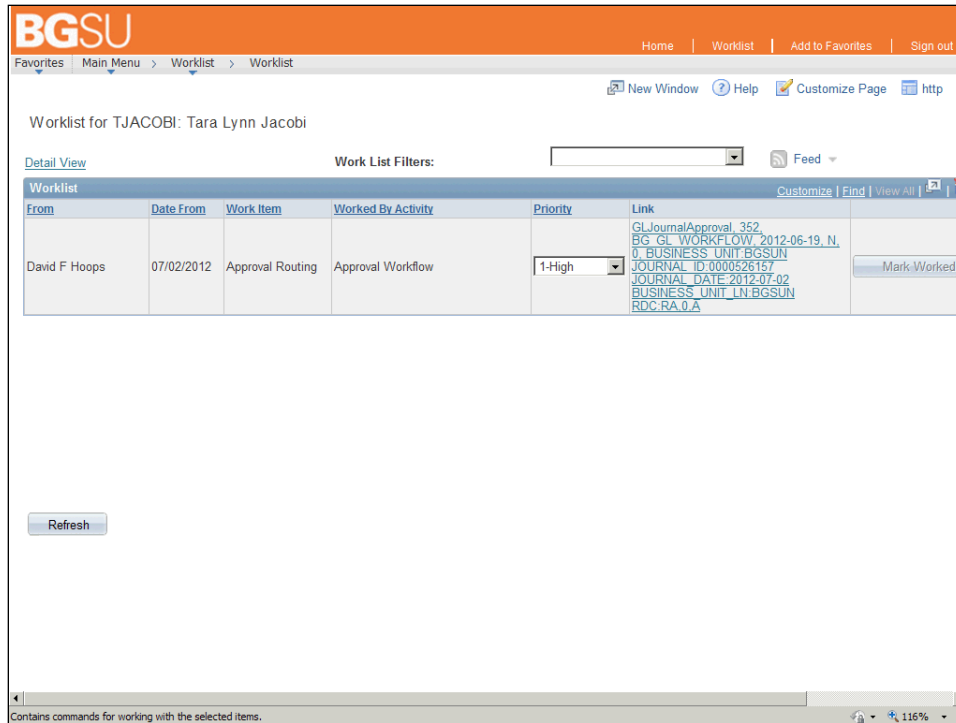 BGSU
Home | Worklist | Add to Favorites | Sign out
Favorites | Main Menu > Worklist > Worklist
New Window Help Customize Page http
Worklist for TJACOBI: Tara Lynn Jacobi
Detail View Work List Filters: Feed
Worklist Customize | Find | View All |
From Date From Work Item Worked By Activity Priority Link
David F Hoops 07/02/2012 Approval Routing Approval Workflow 1-High
GLJournalApproval, 352,
BG_GL_WORKFLOW, 2012-06-19, N,
0, BUSINESS_UNIT:BGSUN
JOURNAL_ID:0000526157
JOURNAL_DATE:2012-07-02
BUSINESS_UNIT_LN:BGSUN
RDC:RA,0,A
Mark Worked
Refresh
Contains commands for working with the selected items. 116%